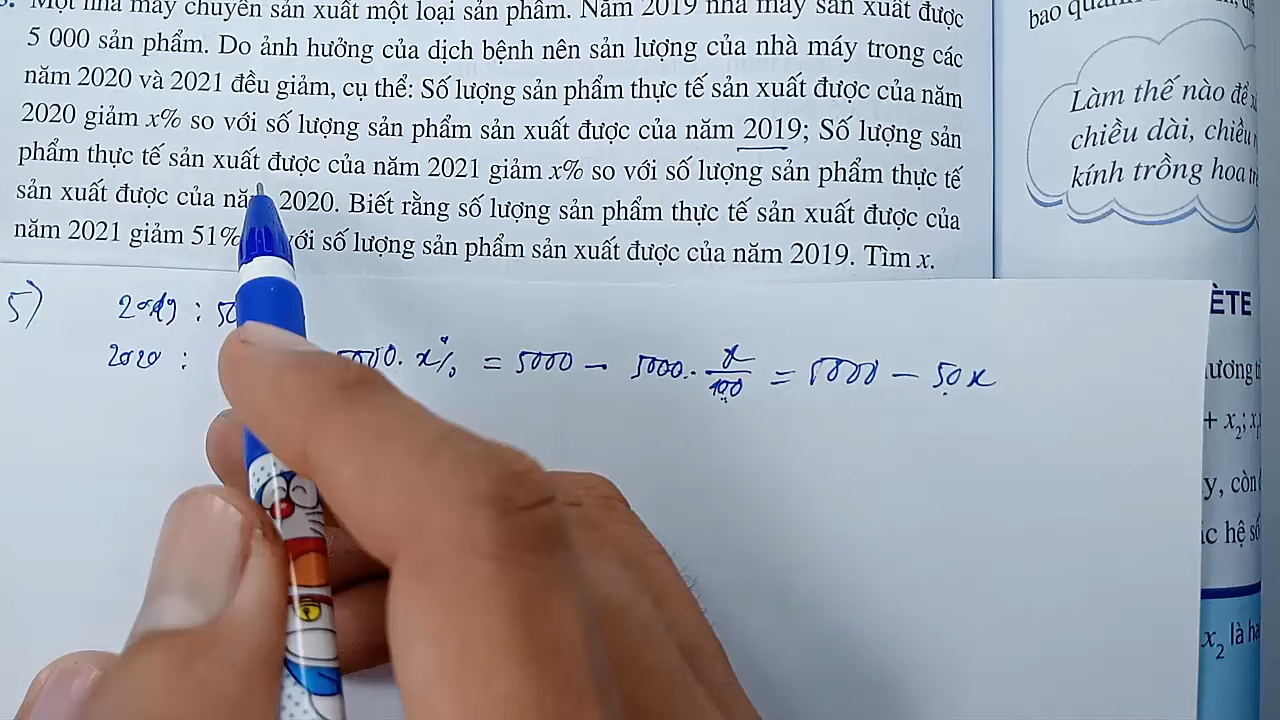 Một nhà máy chuyên sản xuất một loại sản phẩm. Năm 2019 nhà máy sản xuất được
5 000 sản phẩm. Do ảnh hưởng của dịch bệnh nên sản lượng của nhà máy trong các
năm 2020 và 2021 đều giảm, cụ thể: Số lượng sản phẩm thực tế sản xuất được của năm
2020 giảm x% so với số lượng sản phẩm sản xuất được của năm 2019; Số lượng sản
phẩm thực tế sản xuất được của năm 2021 giảm x% so với số lượng sản phẩm thực tế
sản xuất được của 2020. Biết rằng số lượng sản phẩm thực tế sản xuất được của
năm 2021 giảm 51% với số lượng sản phẩm sản xuất được của năm 2019. Tìm x.
5) 2019 : 50
2020 : 5000. x% = 5000 - 5000. x/100 = 5000 - 50x
bao
Làm thế nào để
chiều dài, chiều
kính trồng hoa
ÈTE
ương
+ x₂; x
y, còn
hệ số
x₂ là